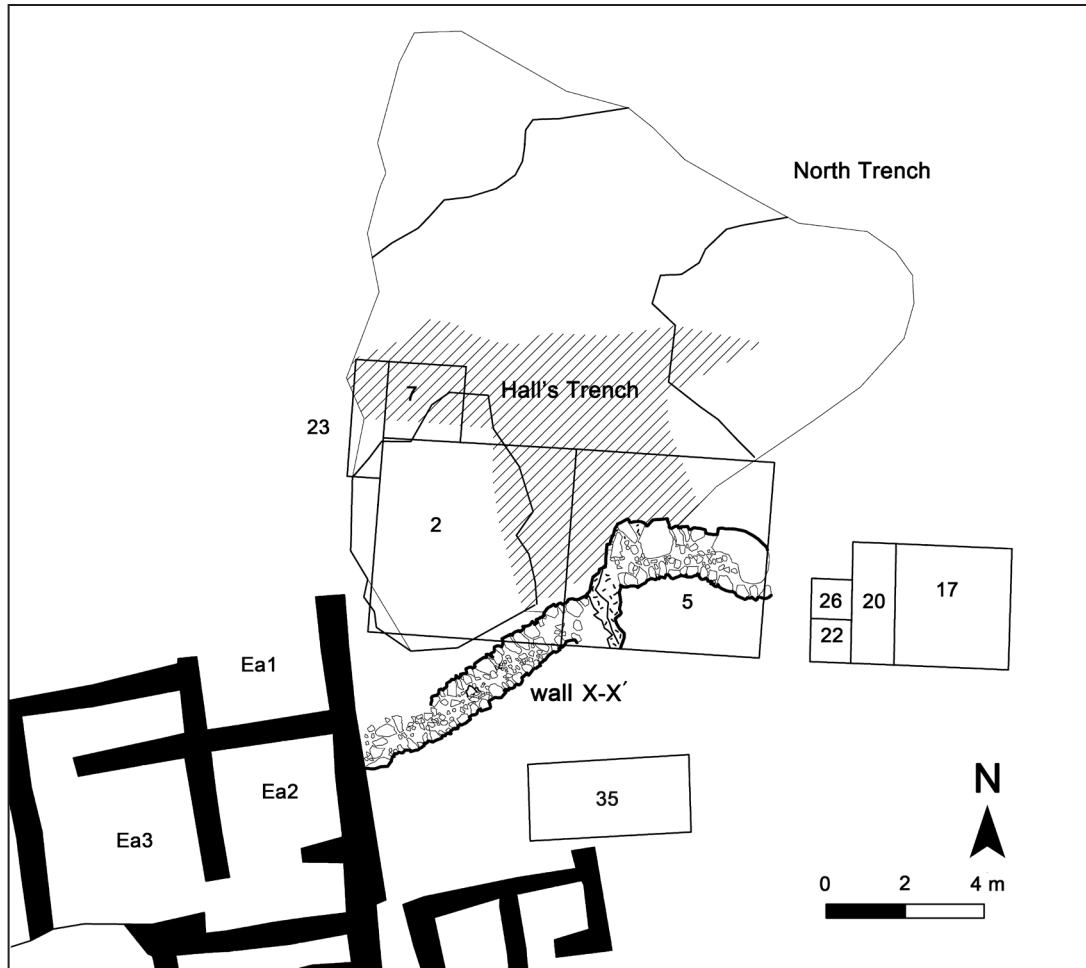 North Trench
Hall's Trench
7
23
2
5
26
20
17
22
Ea1
wall X-X′
Ea2
35
Ea3
N
0 2 4 m